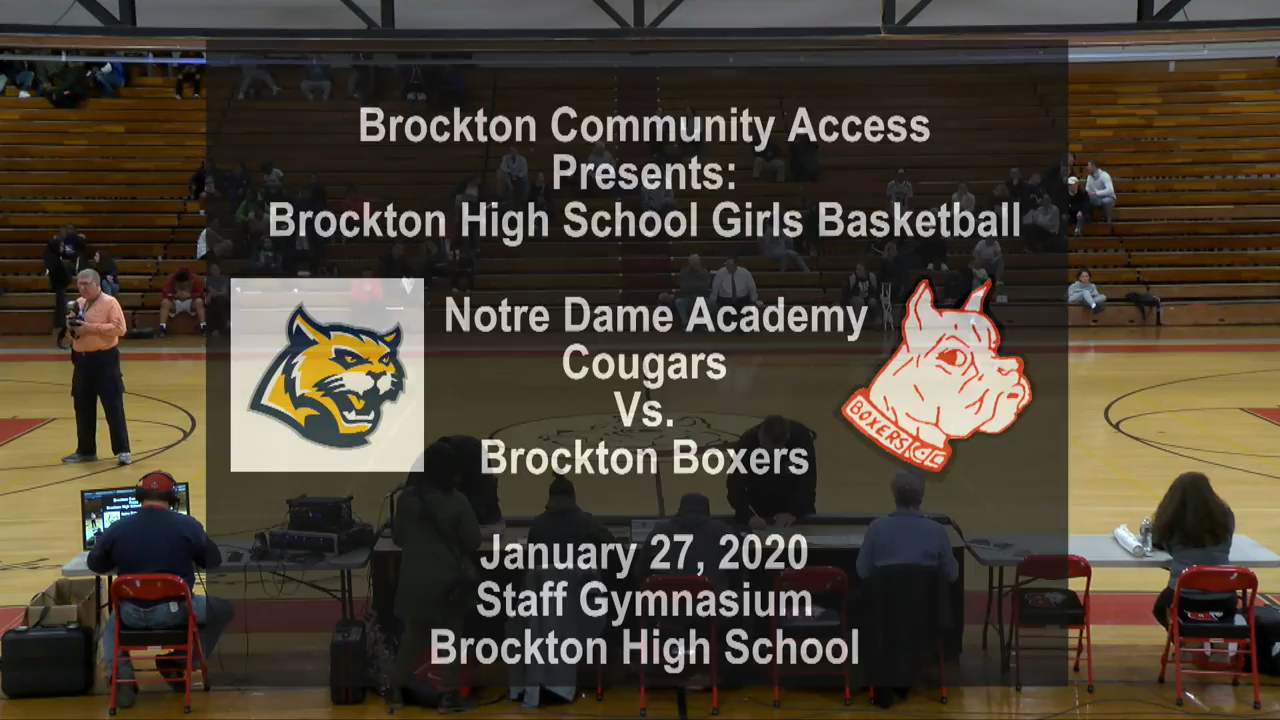 Brockton Community Access
Presents:
Brockton High School Girls Basketball
Notre Dame Academy
Cougars
Vs.
Brockton Boxers
BOXERS
January 27, 2020
Staff Gymnasium
Brockton High School